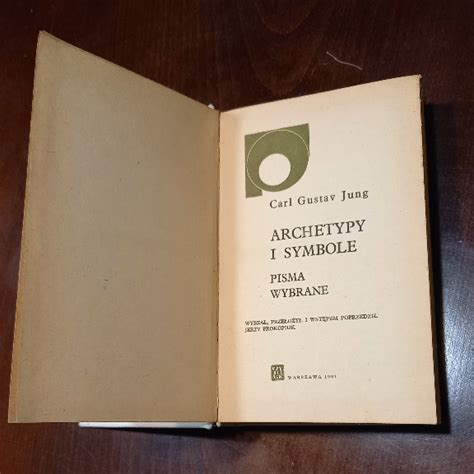 Carl Gustav Jung
ARCHETYPY
I SYMBOLE
PISMA
WYBRANE
WYBRAŁ, PRZEŁOŻYŁ I WSTĘPEM POPRZEDZIŁ
JERZY PROKOPIUK
WARSZAWA